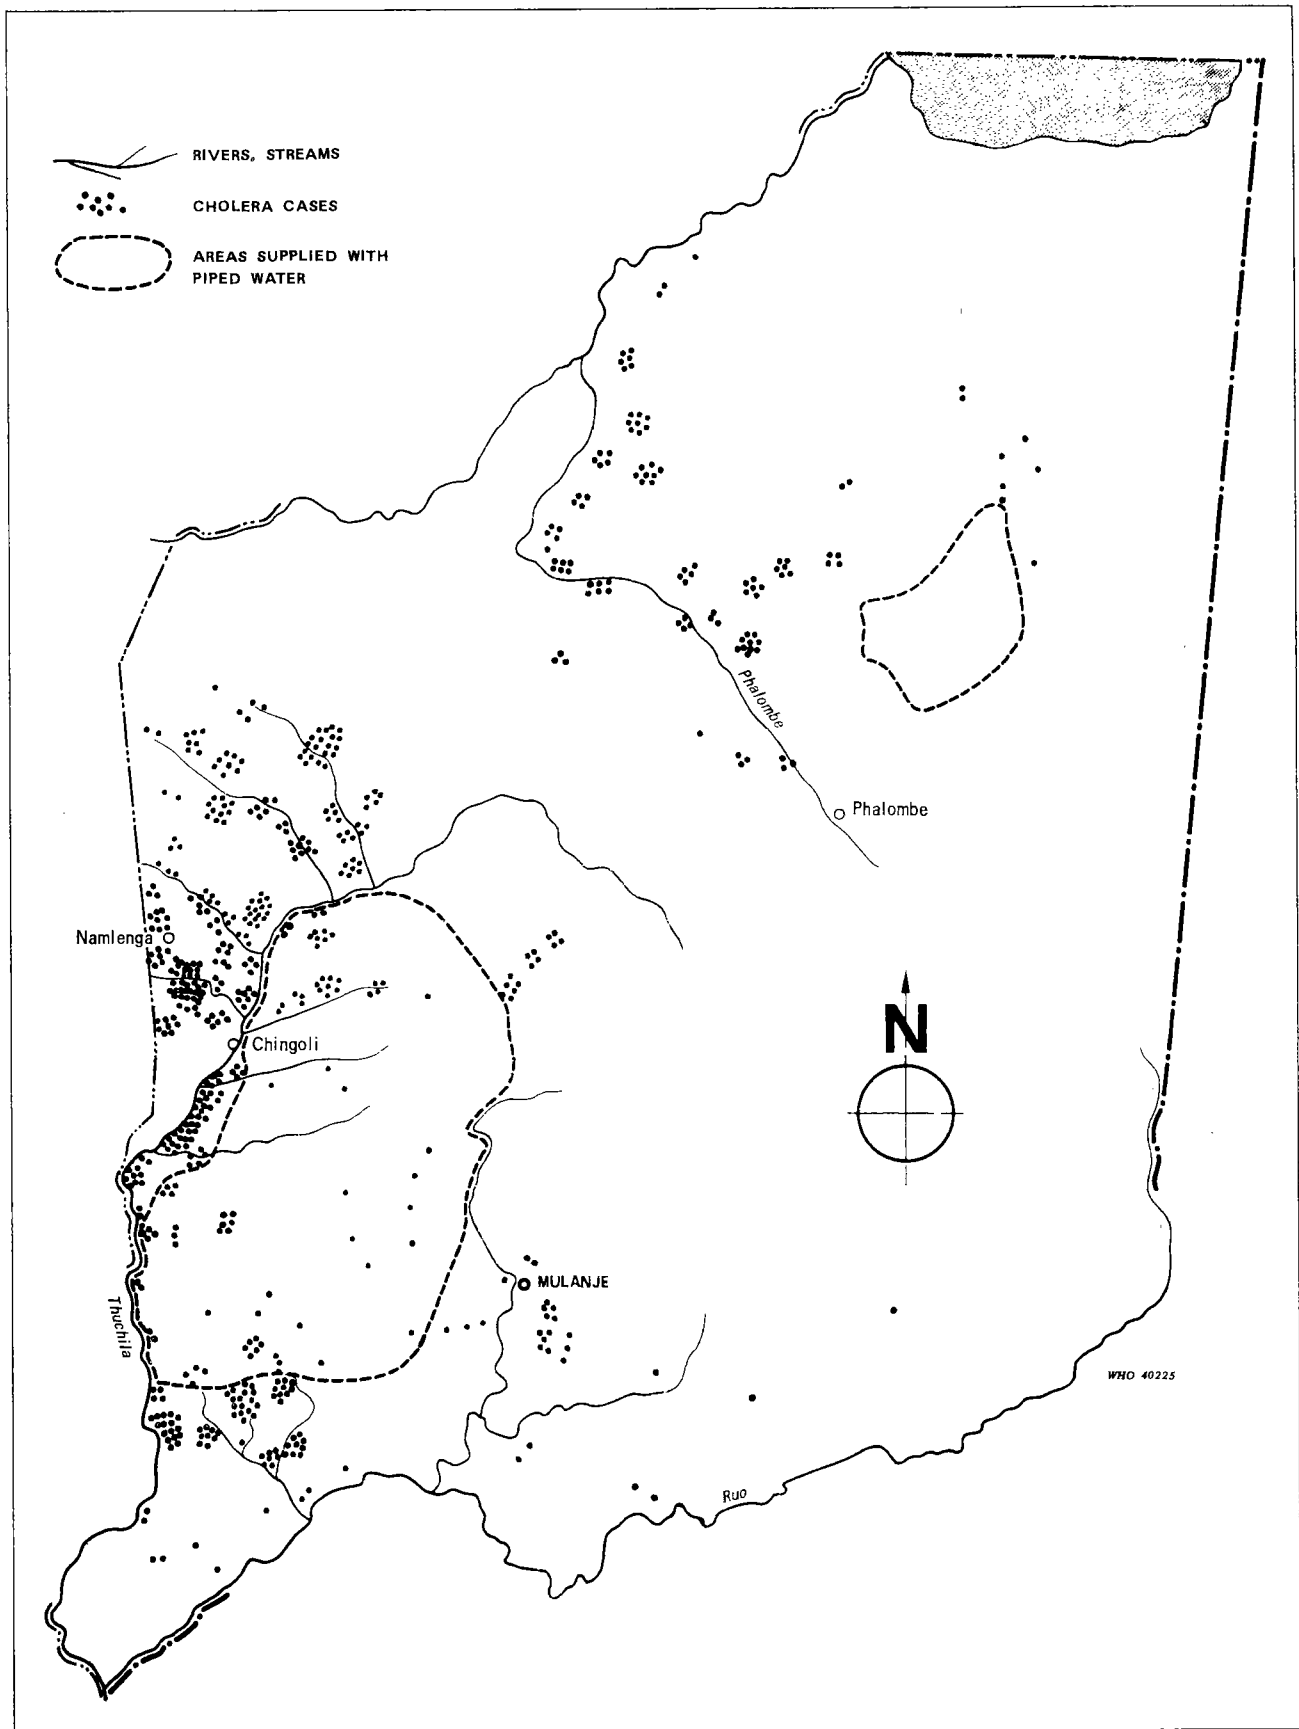 RIVERS, STREAMS
CHOLERA CASES
AREAS SUPPLIED WITH
PIPED WATER
Phalombe
Phalombe
Namlenga
Chingoli
N
MULANJE
Thuchila
WHO 40225
Ruo